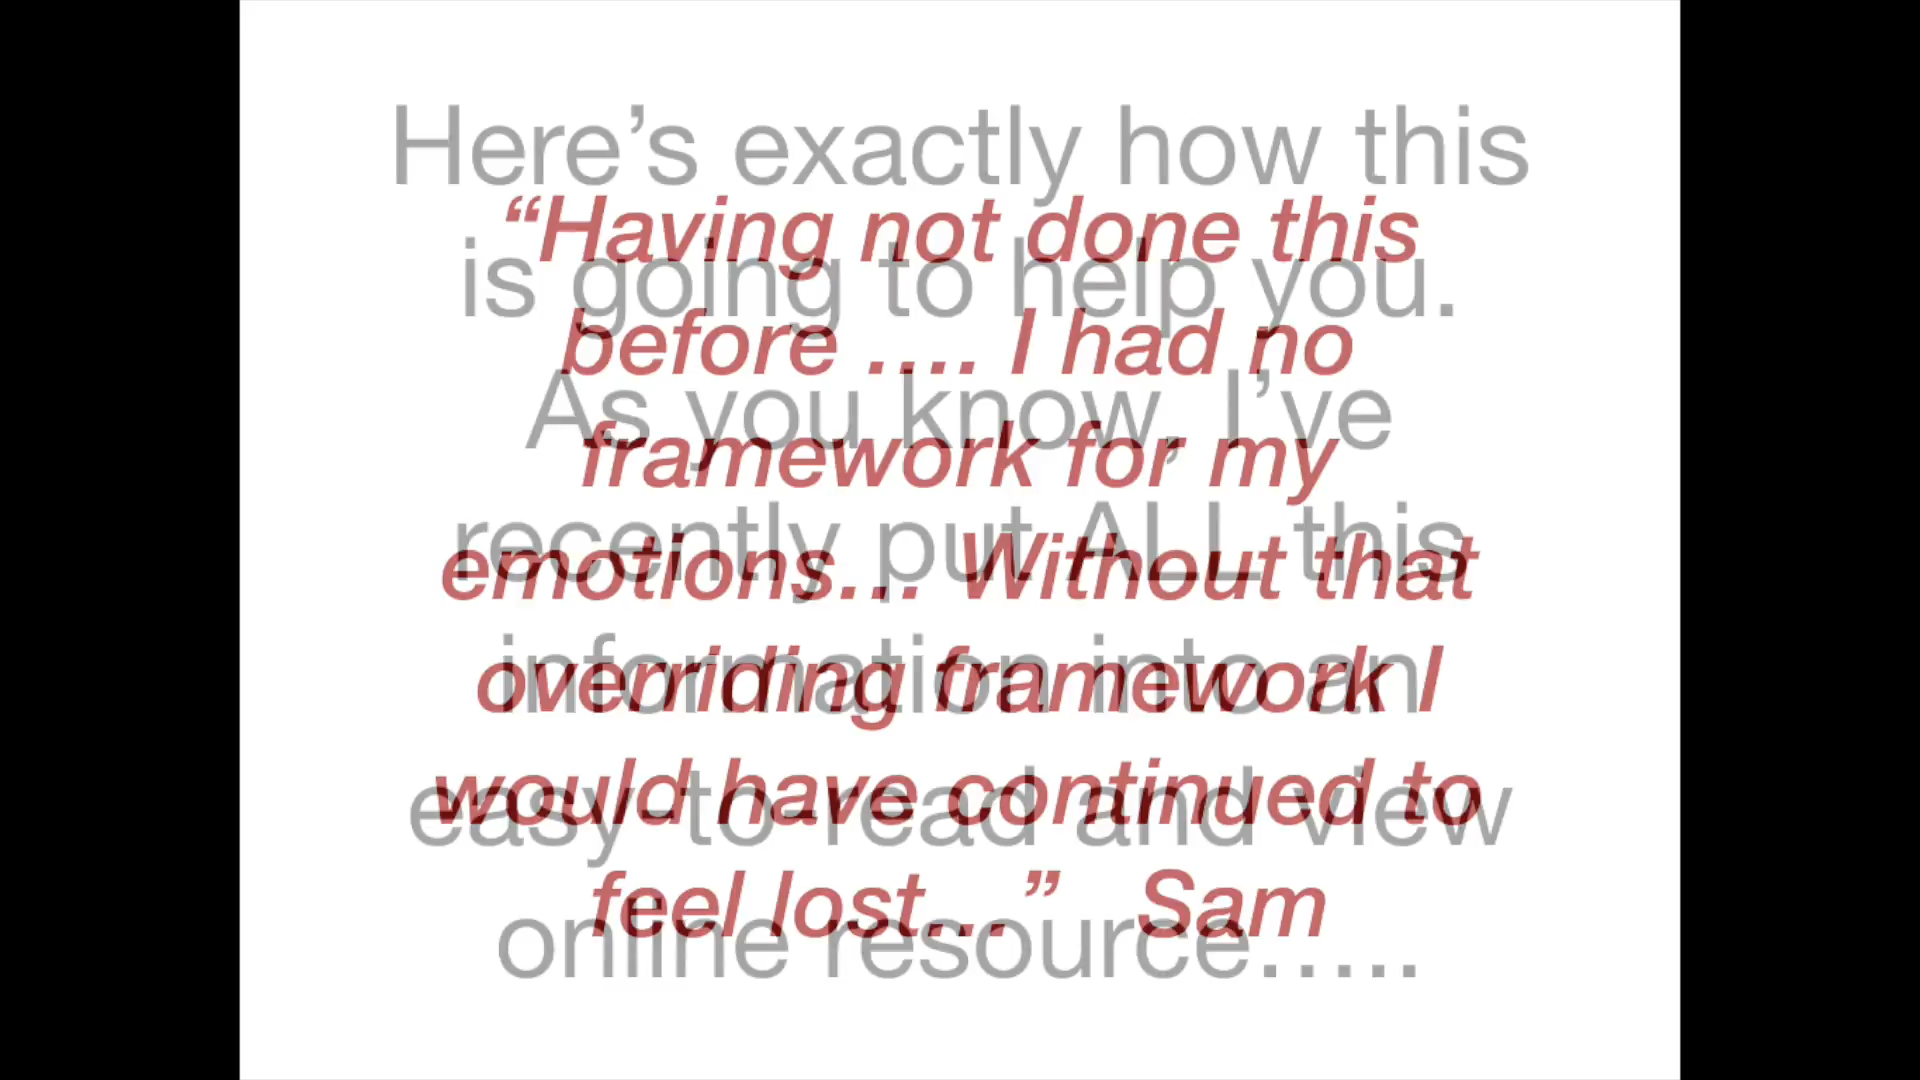 Here’s exactly how this
is going to help you.
As you know, I’ve
recently put ALL this
information into an
easy-to-read and view
online resource…..
“Having not done this
before …. I had no
framework for my
emotions… Without that
overriding framework I
would have continued to
feel lost…”   Sam